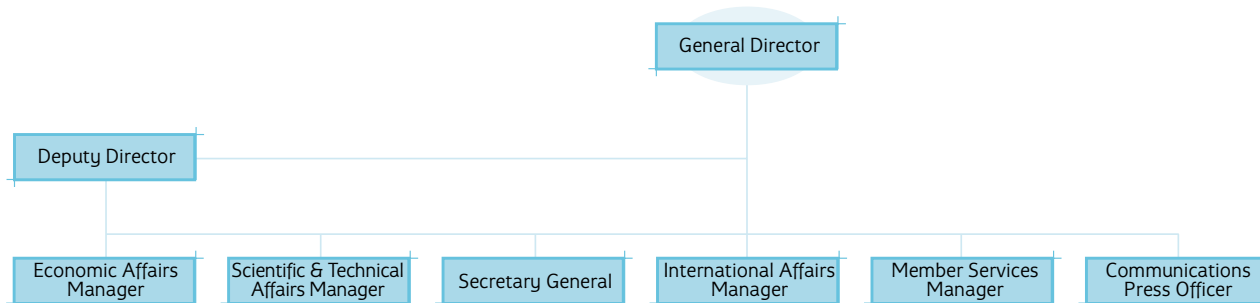 General Director
Deputy Director
Economic Affairs
Manager
Scientific & Technical
Affairs Manager
Secretary General
International Affairs
Manager
Member Services
Manager
Communications
Press Officer